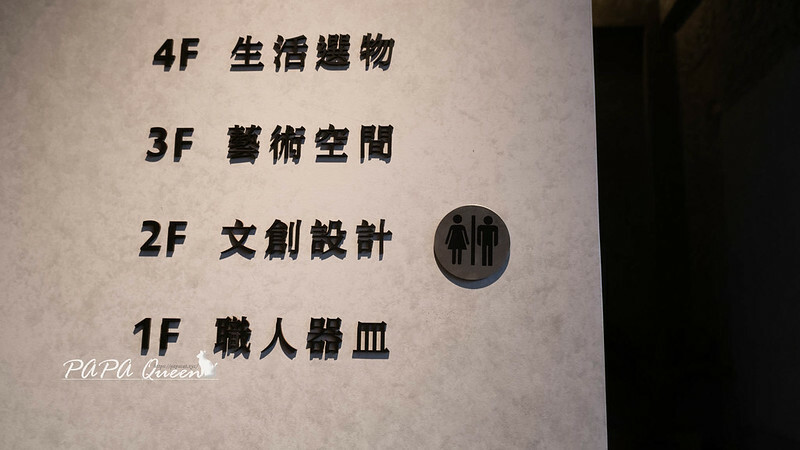 4F 生活選物
3F 藝術空間
2F 文創設計
1F 職人器皿
PAPA Queen